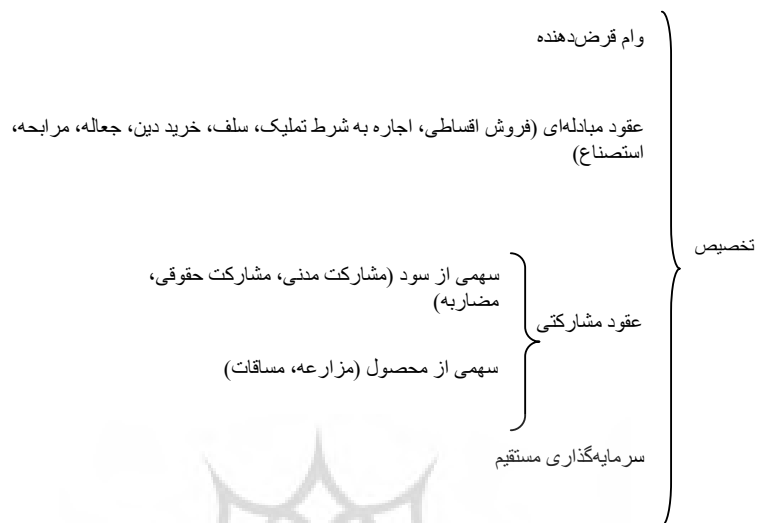 وام قرض‌دهنده
عقود مبادله‌ای (فروش اقساطی، اجاره به شرط تملیک، سلف، خرید دین، جعاله، مرابحه،
استصناع)
تخصیص
سهمی از سود (مشارکت مدنی، مشارکت حقوقی،
مضاربه)
عقود مشارکتی
سهمی از محصول (مزارعه، مساقات)
سرمایه‌گذاری مستقیم